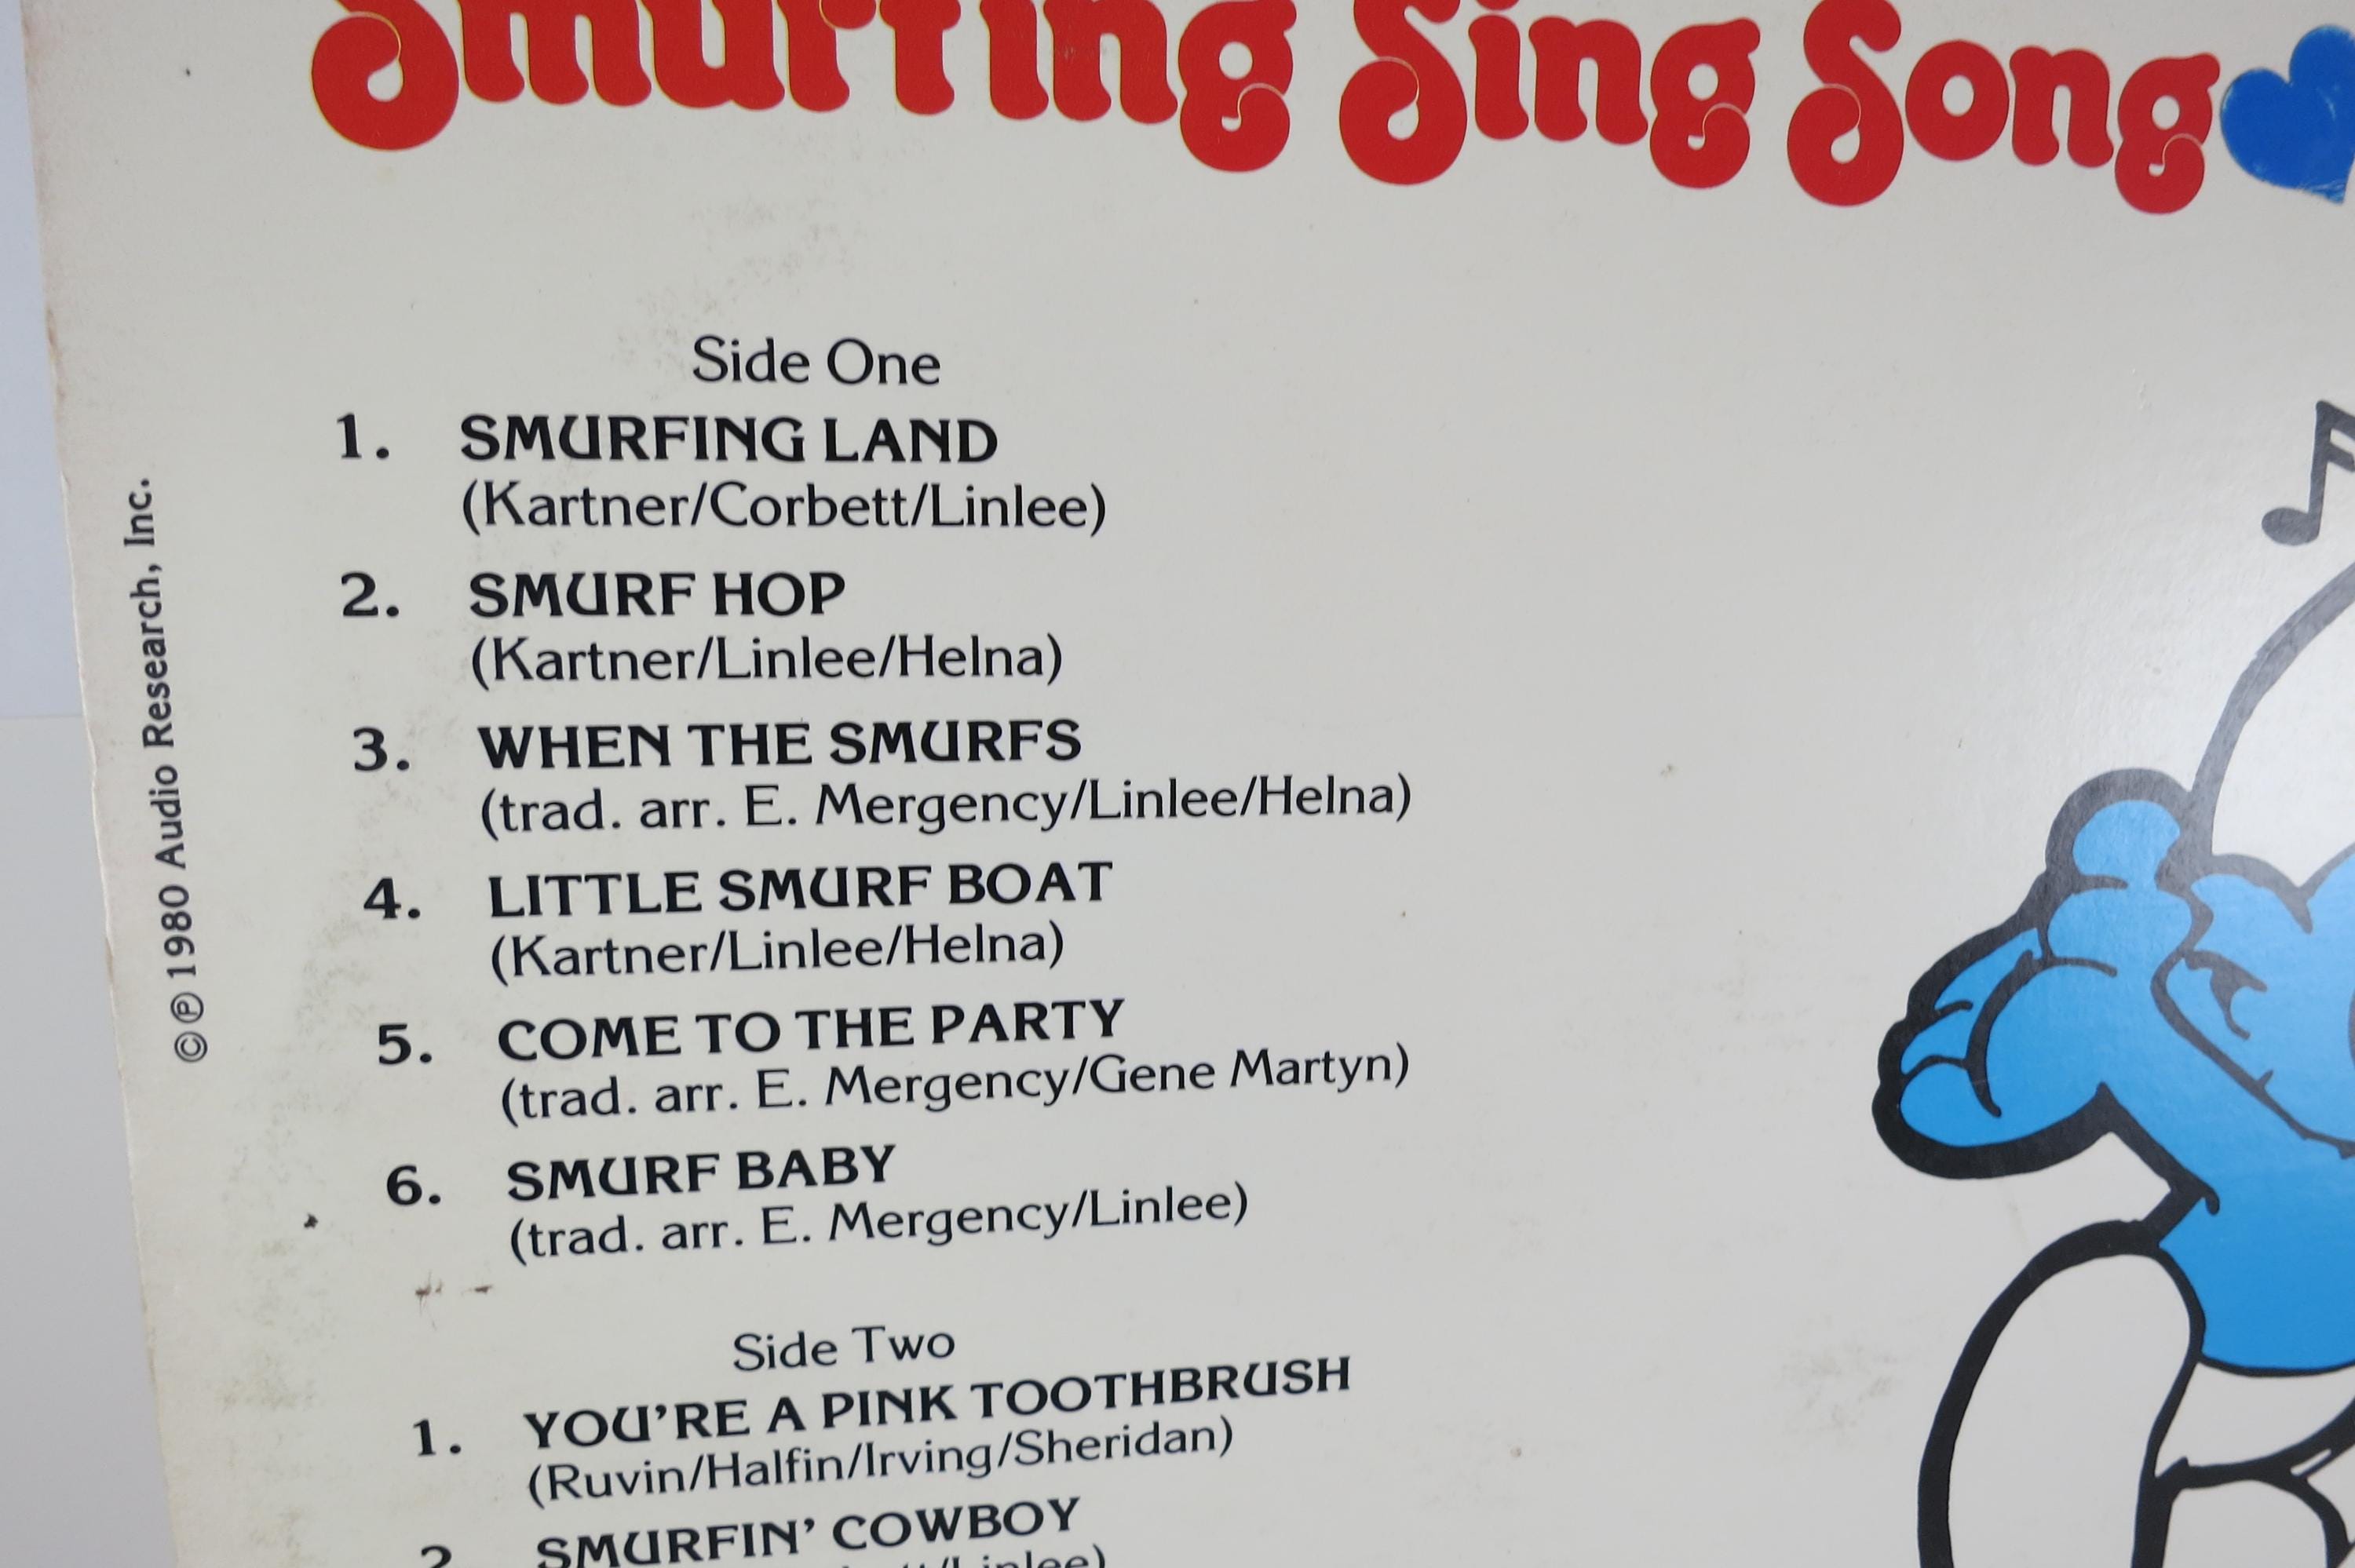 Smurfing Sing Song
Side One
1. SMURFING LAND
(Kartner/Corbett/Linlee)
2. SMURF HOP
(Kartner/Linlee/Helna)
3. WHEN THE SMURFS
(trad. arr. E. Mergency/Linlee/Helna)
4. LITTLE SMURF BOAT
(Kartner/Linlee/Helna)
5. COME TO THE PARTY
(trad. arr. E. Mergency/Gene Martyn)
6. SMURF BABY
(trad. arr. E. Mergency/Linlee)
Side Two
1. YOU'RE A PINK TOOTHBRUSH
(Ruvin/Halfin/Irving/Sheridan)
2. SMURFIN' COWBOY
/Linlee)
©℗ 1980 Audio Research, Inc.